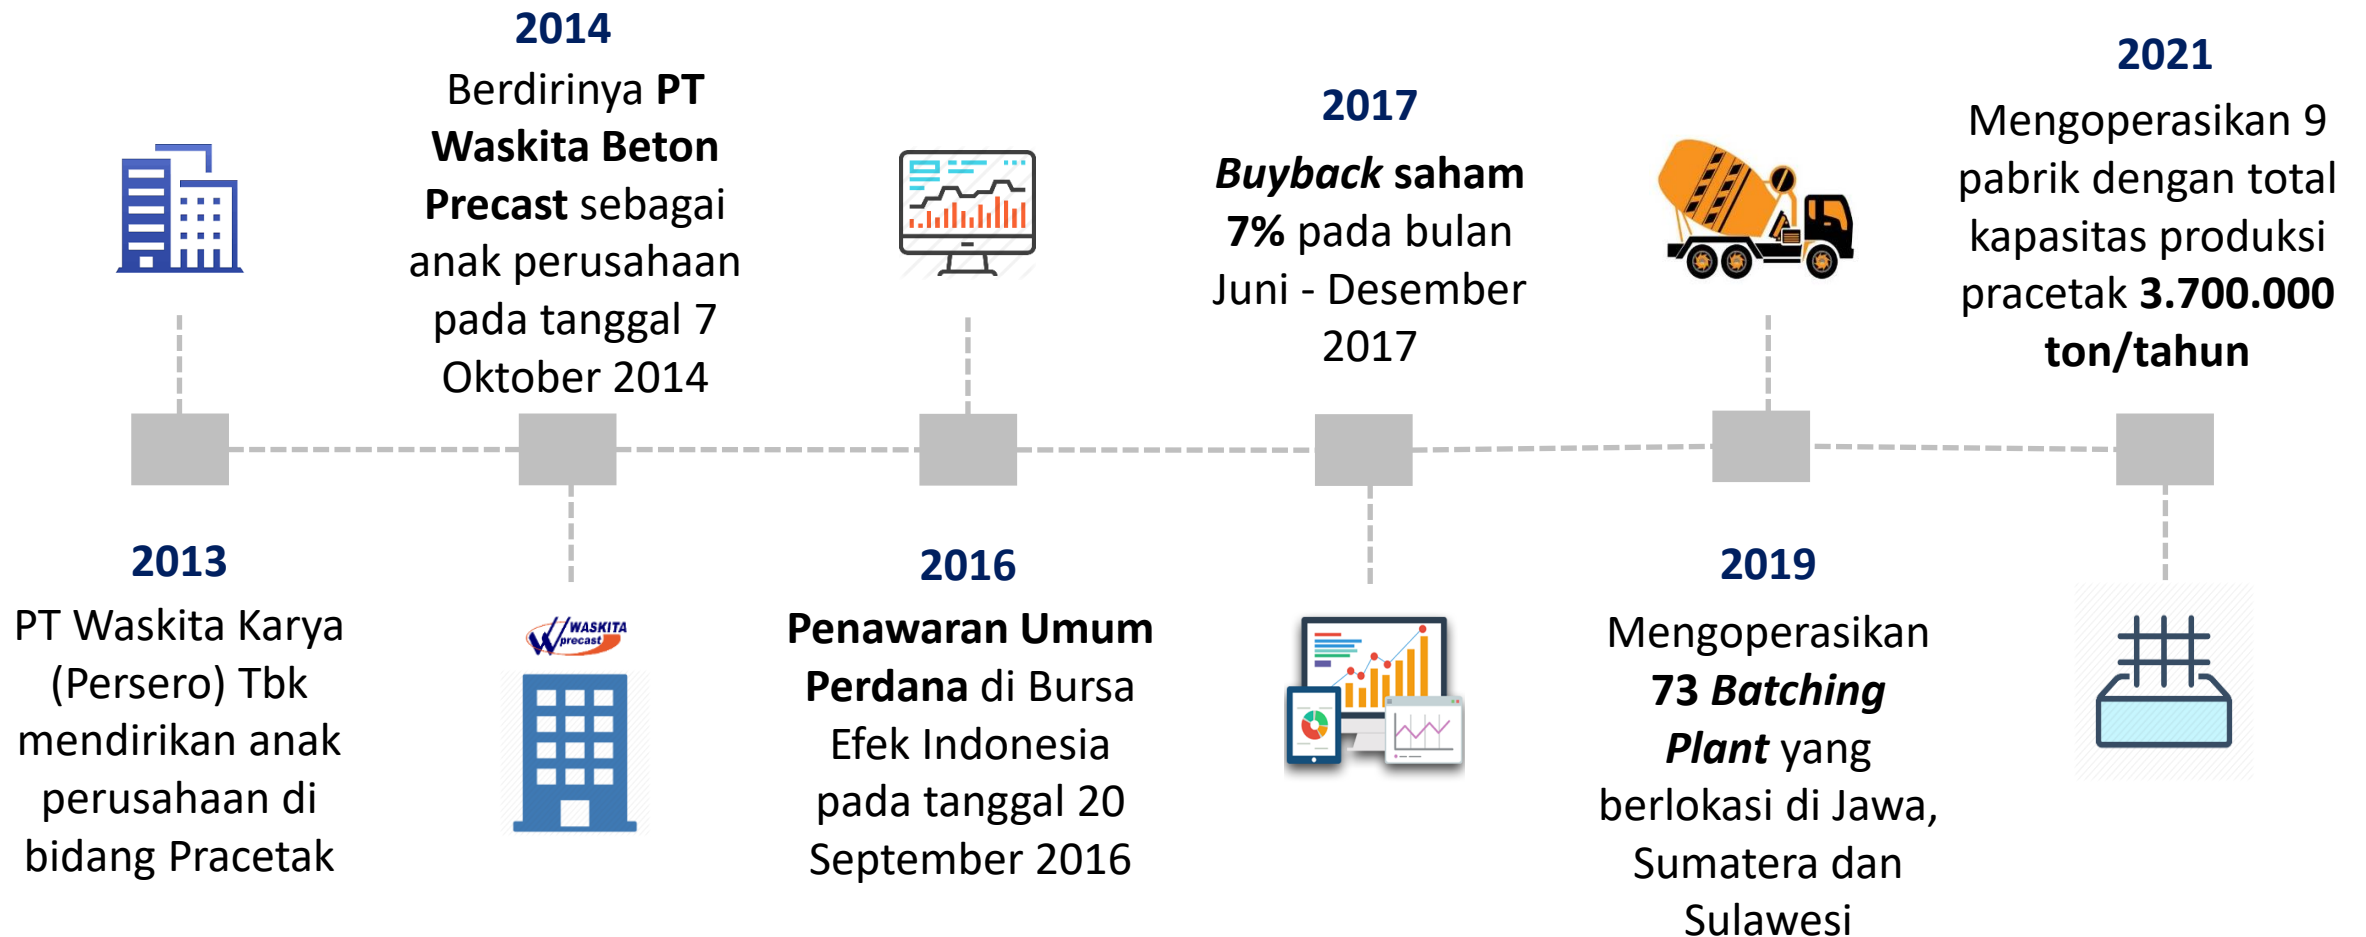 2013
PT Waskita Karya
(Persero) Tbk
mendirikan anak
perusahaan di
bidang Pracetak
2014
Berdirinya PT
Waskita Beton
Precast sebagai
anak perusahaan
pada tanggal 7
Oktober 2014
WASKITA
precast
2016
Penawaran Umum
Perdana di Bursa
Efek Indonesia
pada tanggal 20
September 2016
2017
Buyback saham
7% pada bulan
Juni - Desember
2017
2019
Mengoperasikan
73 Batching
Plant yang
berlokasi di Jawa,
Sumatera dan
Sulawesi
2021
Mengoperasikan 9
pabrik dengan total
kapasitas produksi
pracetak 3.700.000
ton/tahun